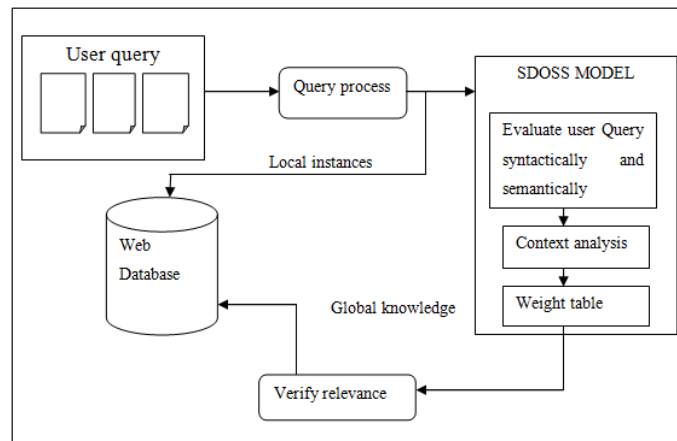 User query
Query process
SDOSS MODEL
Evaluate user Query
syntactically and
semantically
Local instances
Web
Database
Context analysis
Global knowledge
Weight table
Verify relevance